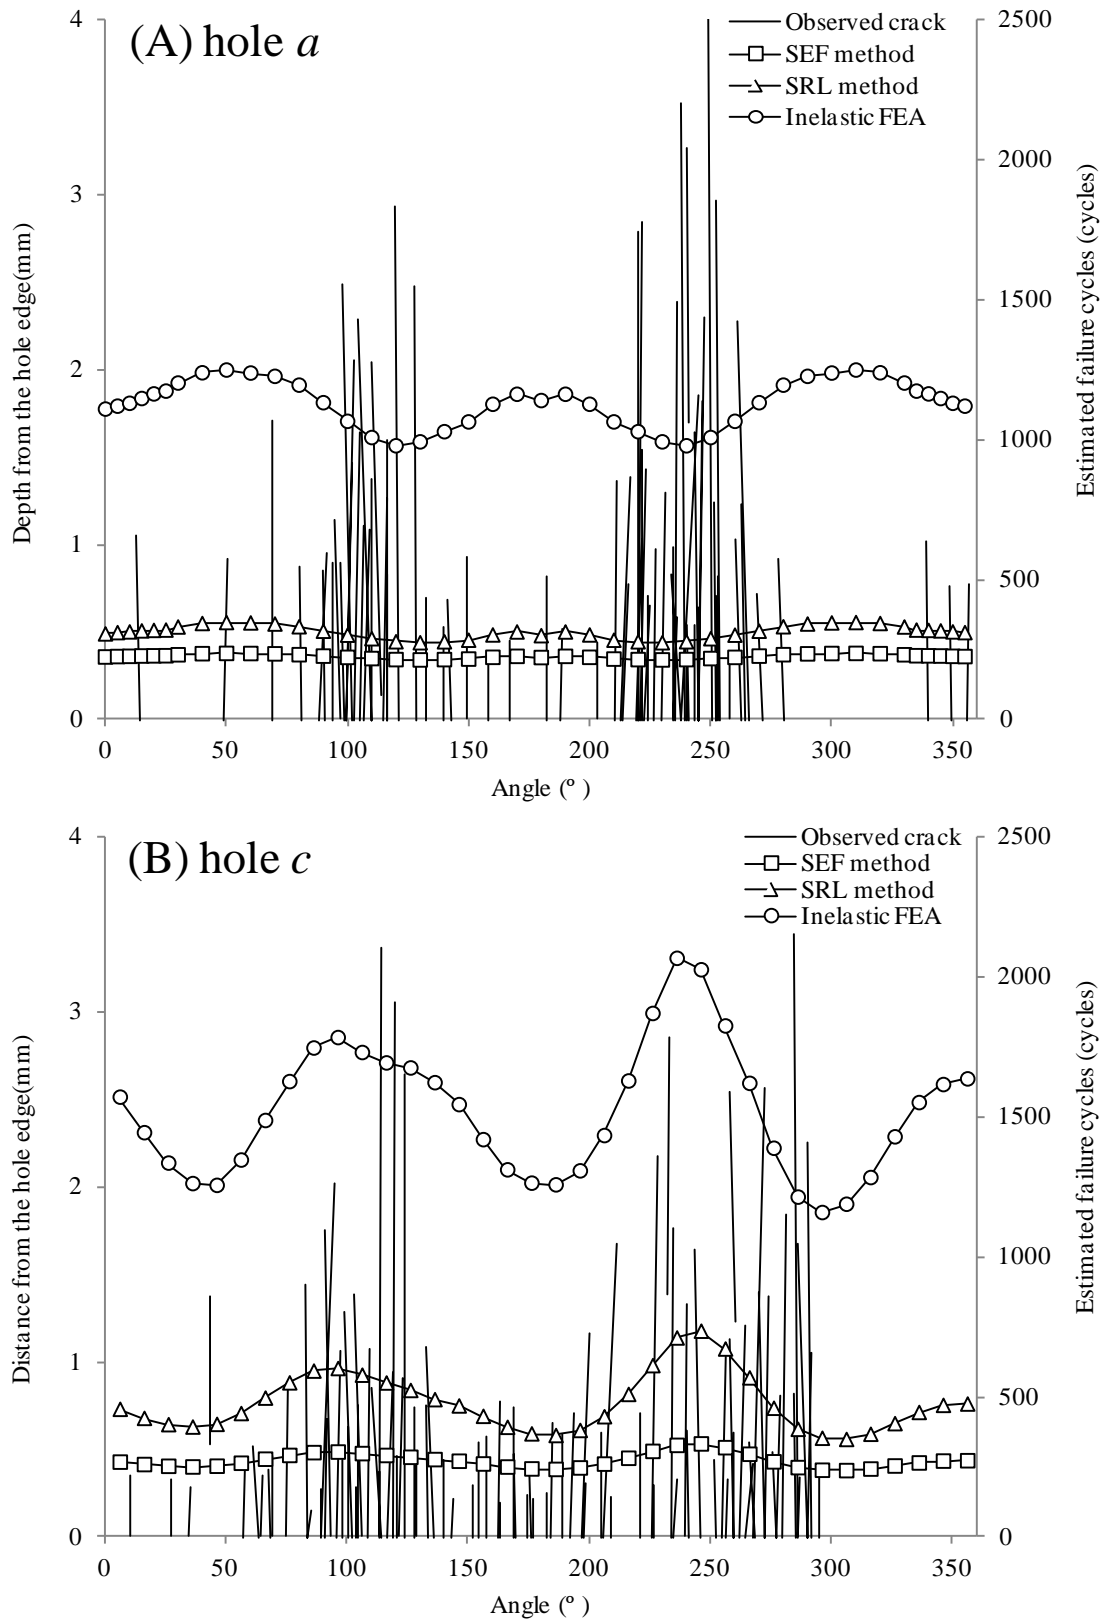 (A) hole a
Observed crack
SEF method
SRL method
Inelastic FEA
4
3
2
1
0
2500
2000
1500
1000
500
0
Depth from the hole edge(mm)
Estimated failure cycles (cycles)
0 50 100 150 200 250 300 350
Angle (º )
(B) hole c
Observed crack
SEF method
SRL method
Inelastic FEA
4
3
2
1
0
2500
2000
1500
1000
500
0
Distance from the hole edge(mm)
Estimated failure cycles (cycles)
0 50 100 150 200 250 300 350
Angle (º )